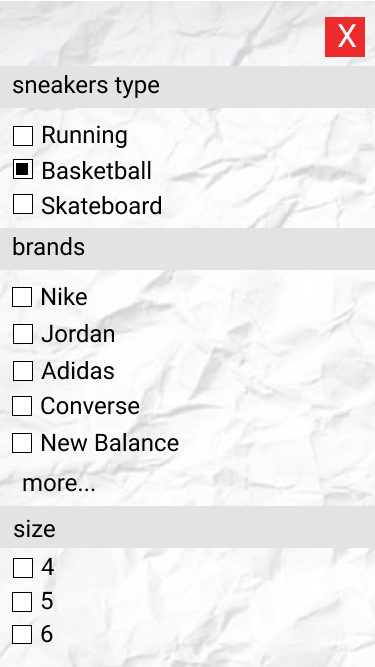 X
sneakers type
Running
Basketball
Skateboard
brands
Nike
Jordan
Adidas
Converse
New Balance
more...
size
4
5
6